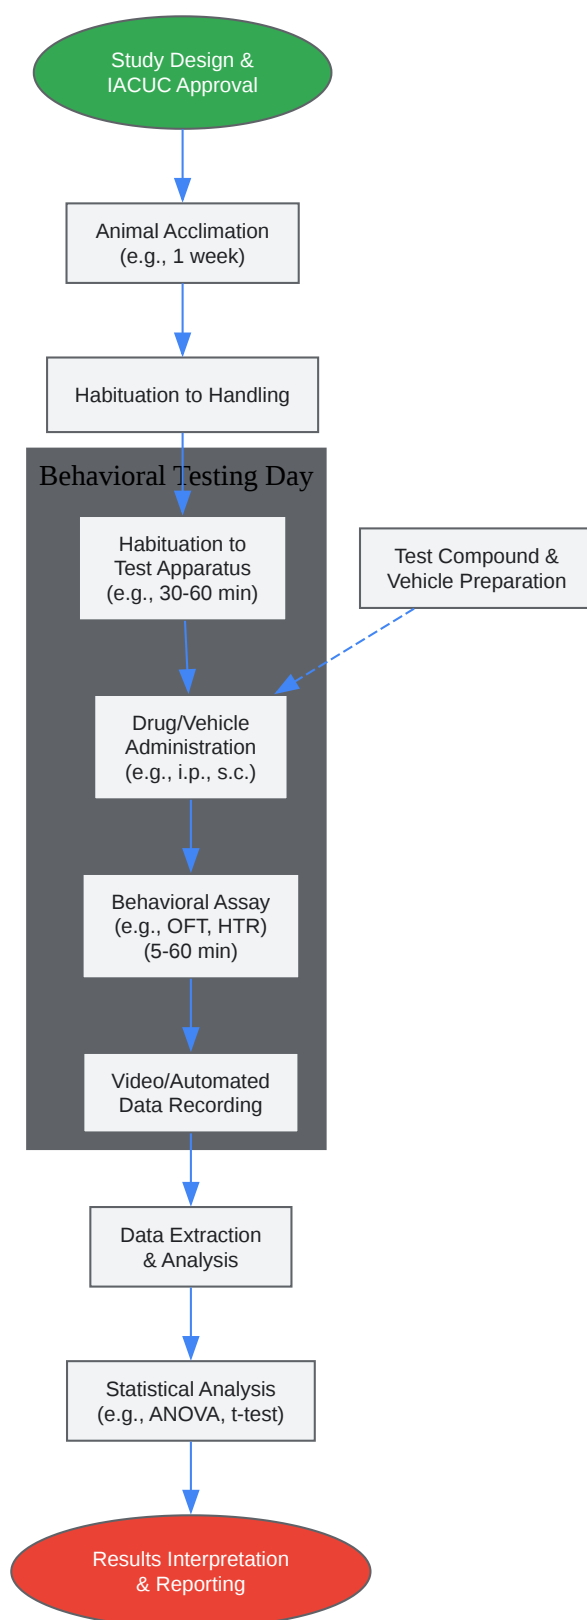 Study Design &
IACUC Approval
Animal Acclimation
(e.g., 1 week)
Habituation to Handling
Behavioral Testing Day
Habituation to
Test Apparatus
(e.g., 30-60 min)
Test Compound &
Vehicle Preparation
Drug/Vehicle
Administration
(e.g., i.p., s.c.)
Behavioral Assay
(e.g., OFT, HTR)
(5-60 min)
Video/Automated
Data Recording
Data Extraction
& Analysis
Statistical Analysis
(e.g., ANOVA, t-test)
Results Interpretation
& Reporting